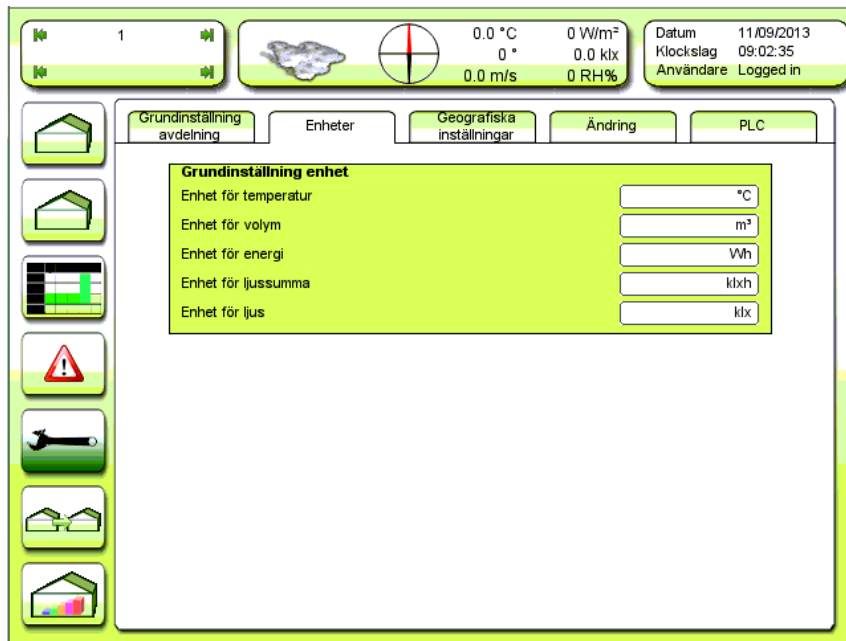 1
0.0 °C 0 W/m²
0 ° 0.0 klx
0.0 m/s 0 RH%
Datum 11/09/2013
Klockslag 09:02:35
Användare Logged in
Grundinställning
avdelning
Enheter
Geografiska
inställningar
Ändring
PLC
Grundinställning enhet
Enhet för temperatur °C
Enhet för volym m³
Enhet för energi Wh
Enhet för ljussumma klxh
Enhet för ljus klx